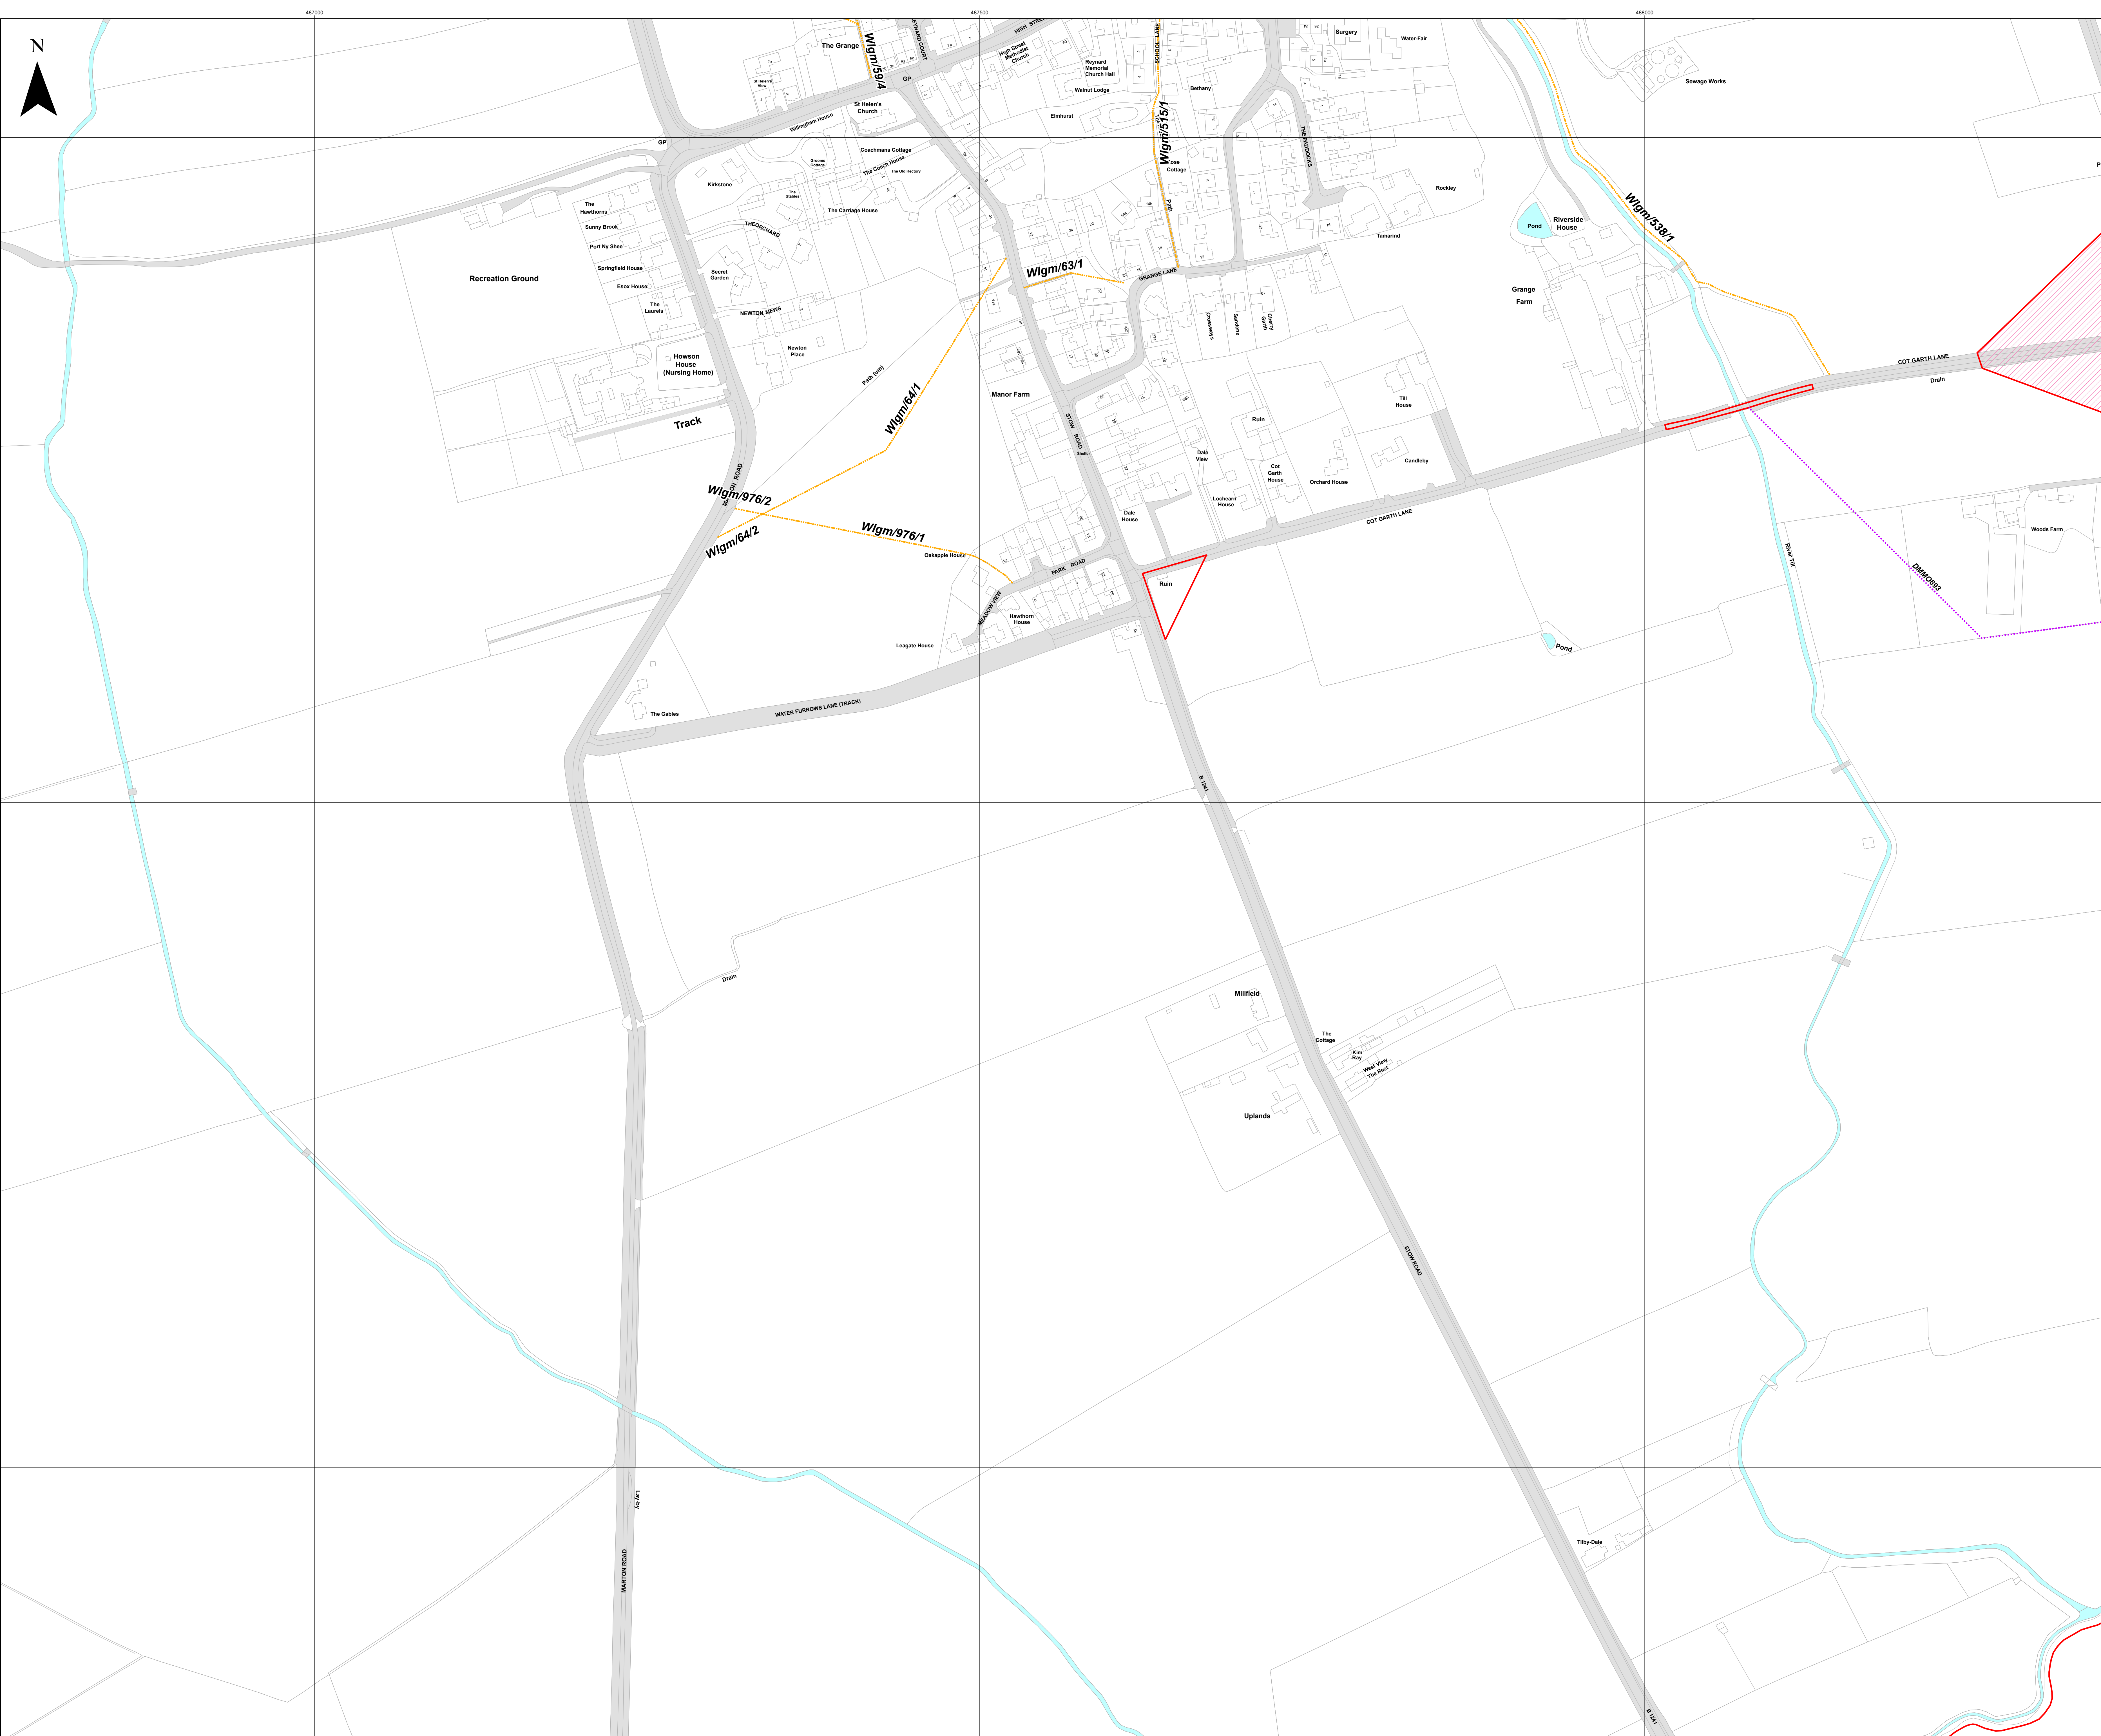 487000
487500
488000
N
The Grange
Wlgm/59/4
HIGH
GP
High Street
Methodist
Church
Reynard
Memorial
Church Hall
Walnut Lodge
SCHOOL LANE
Bethany
Surgery
Water-Fair
Sewage Works
St Helen's
View
St Helen's
Church
Willingham House
Elmhurst
Wlgm/515/1
THE PADDOCKS
GP
Grooms
Cottage
Coachmans Cottage
The Coach House
The Old Rectory
Cottage
Kirkstone
The
Stables
The Carriage House
Path
Rockley
Tamarind
The
Hawthorns
Sunny Brook
Port Ny Shee
Springfield House
Esox House
The
Laurels
THE ORCHARD
Secret
Garden
NEWTON MEWS
Newton
Place
Recreation Ground
Howson
House
(Nursing Home)
Track
Path (um)
Wlgm/64/1
Wlgm/63/1
GRANGE LANE
Crossways
Sandene
Cherry
Garth
Pond
Riverside
House
Grange
Farm
Wlgm/538/1
COT GARTH LANE
Drain
Manor Farm
STOW ROAD
Shelter
Ruin
Till
House
Dale
View
Cot
Garth
House
Candleby
Orchard House
Lochearn
House
Dale
House
COT GARTH LANE
Wlgm/976/2
Wlgm/64/2
Wlgm/976/1
Oakapple House
PARK ROAD
MEADOW VIEW
Hawthorn
House
Leagate House
Ruin
Woods Farm
River Till
DMMO693
Pond
The Gables
WATER FURROWS LANE (TRACK)
B 1241
Drain
Millfield
The
Cottage
Kim
-Ray
West View
The Rest
Uplands
STOW ROAD
Lay-by
MARTON ROAD
Tilby-Dale
B 1241